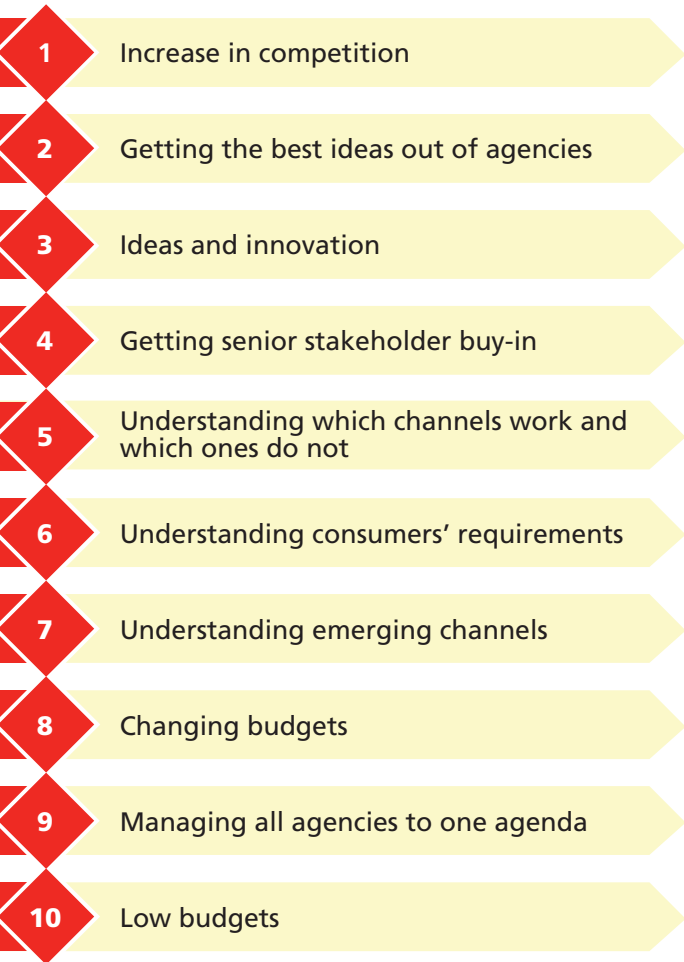 1 Increase in competition
2 Getting the best ideas out of agencies
3 Ideas and innovation
4 Getting senior stakeholder buy-in
5 Understanding which channels work and
which ones do not
6 Understanding consumers’ requirements
7 Understanding emerging channels
8 Changing budgets
9 Managing all agencies to one agenda
10 Low budgets